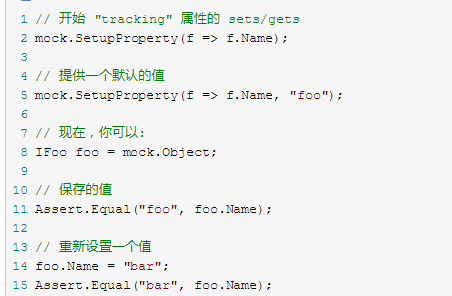 1 // 开始 "tracking" 属性的 sets/gets
2 mock.SetupProperty(f => f.Name);
3
4 // 提供一个默认的值
5 mock.SetupProperty(f => f.Name, "foo");
6
7 // 现在，你可以:
8 IFoo foo = mock.Object;
9
10 // 保存的值
11 Assert.Equal("foo", foo.Name);
12
13 // 重新设置一个值
14 foo.Name = "bar";
15 Assert.Equal("bar", foo.Name);